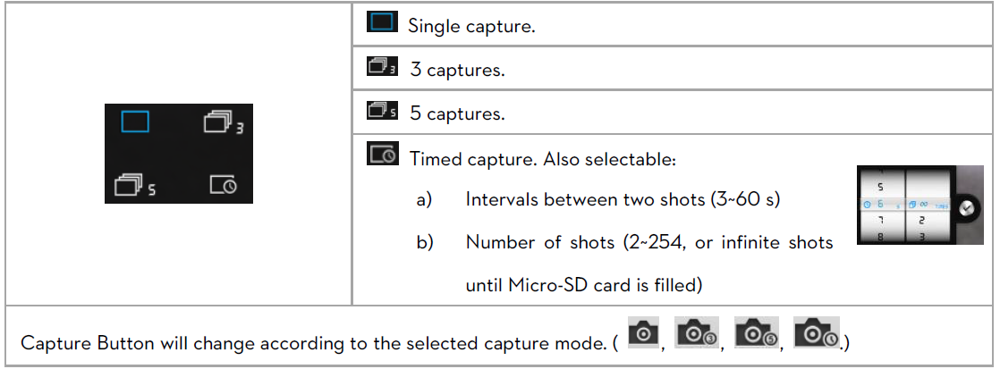 Single capture.
3
3 captures.
3
5
5 captures.
5
Timed capture. Also selectable:
a) Intervals between two shots (3~60 s)
5
6 s ∞
7 2
8 3
b) Number of shots (2~254, or infinite shots
until Micro-SD card is filled)
Capture Button will change according to the selected capture mode. ( , 3, 5, .)